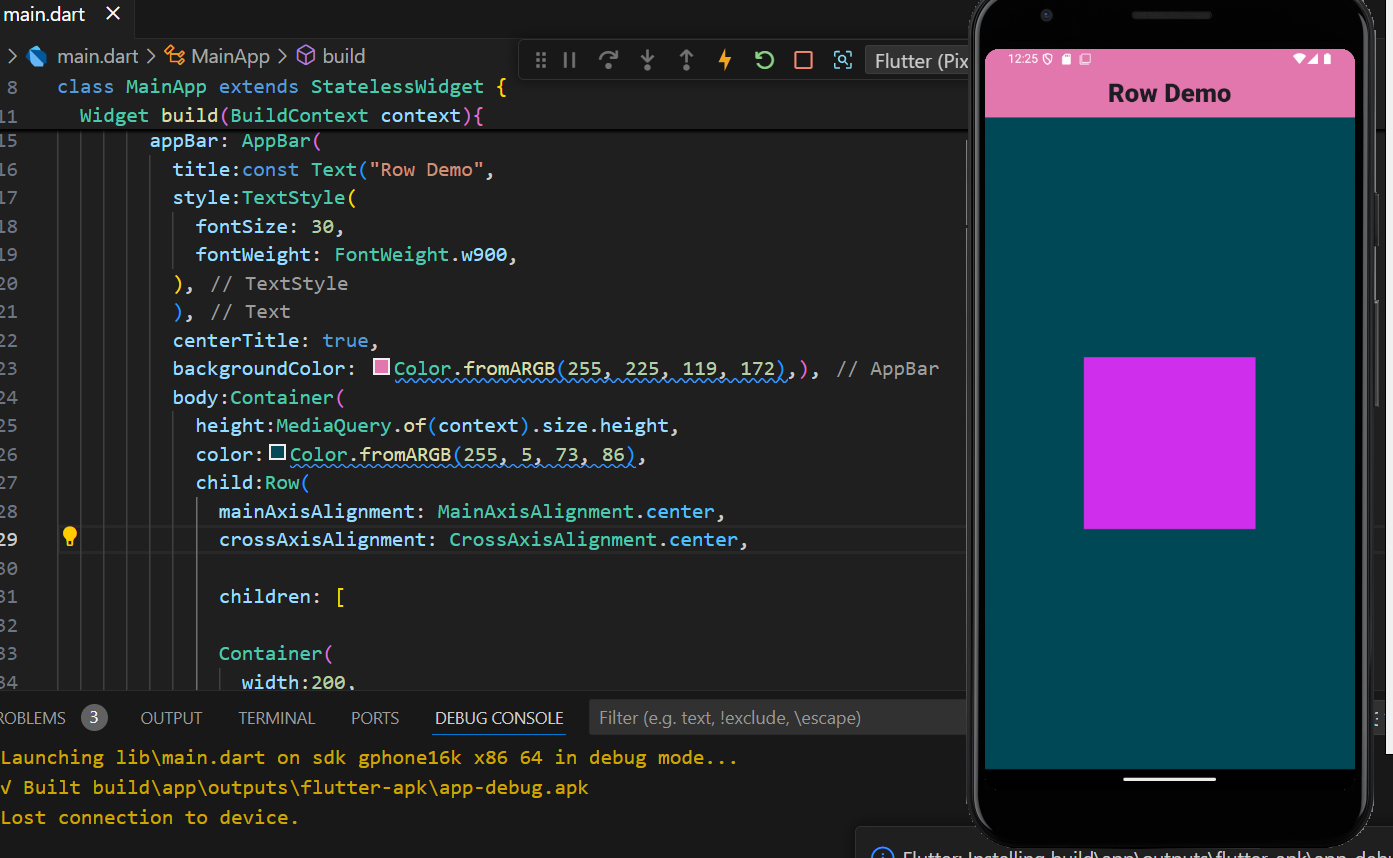 main.dart ×
main.dart > MainApp > build
Flutter (Pix
8 class MainApp extends StatelessWidget {
11 Widget build(BuildContext context){
15 appBar: AppBar(
16 title:const Text("Row Demo",
17 style:TextStyle(
18 fontSize: 30,
19 fontWeight: FontWeight.w900,
20 ), // TextStyle
21 ), // Text
22 centerTitle: true,
23 backgroundColor: Color.fromARGB(255, 225, 119, 172),), // AppBar
24 body:Container(
25 height:MediaQuery.of(context).size.height,
26 color: Color.fromARGB(255, 5, 73, 86),
27 child:Row(
28 mainAxisAlignment: MainAxisAlignment.center,
29 crossAxisAlignment: CrossAxisAlignment.center,
30
31 children: [
32
33 Container(
34 width:200,
ROBLEMS 3 OUTPUT TERMINAL PORTS DEBUG CONSOLE Filter (e.g. text, !exclude, \escape)
Launching lib\main.dart on sdk gphone16k x86 64 in debug mode...
√ Built build\app\outputs\flutter-apk\app-debug.apk
Lost connection to device.
12:25
Row Demo
Flutter: Installing build\app\outputs\flutter-apk\app-debu